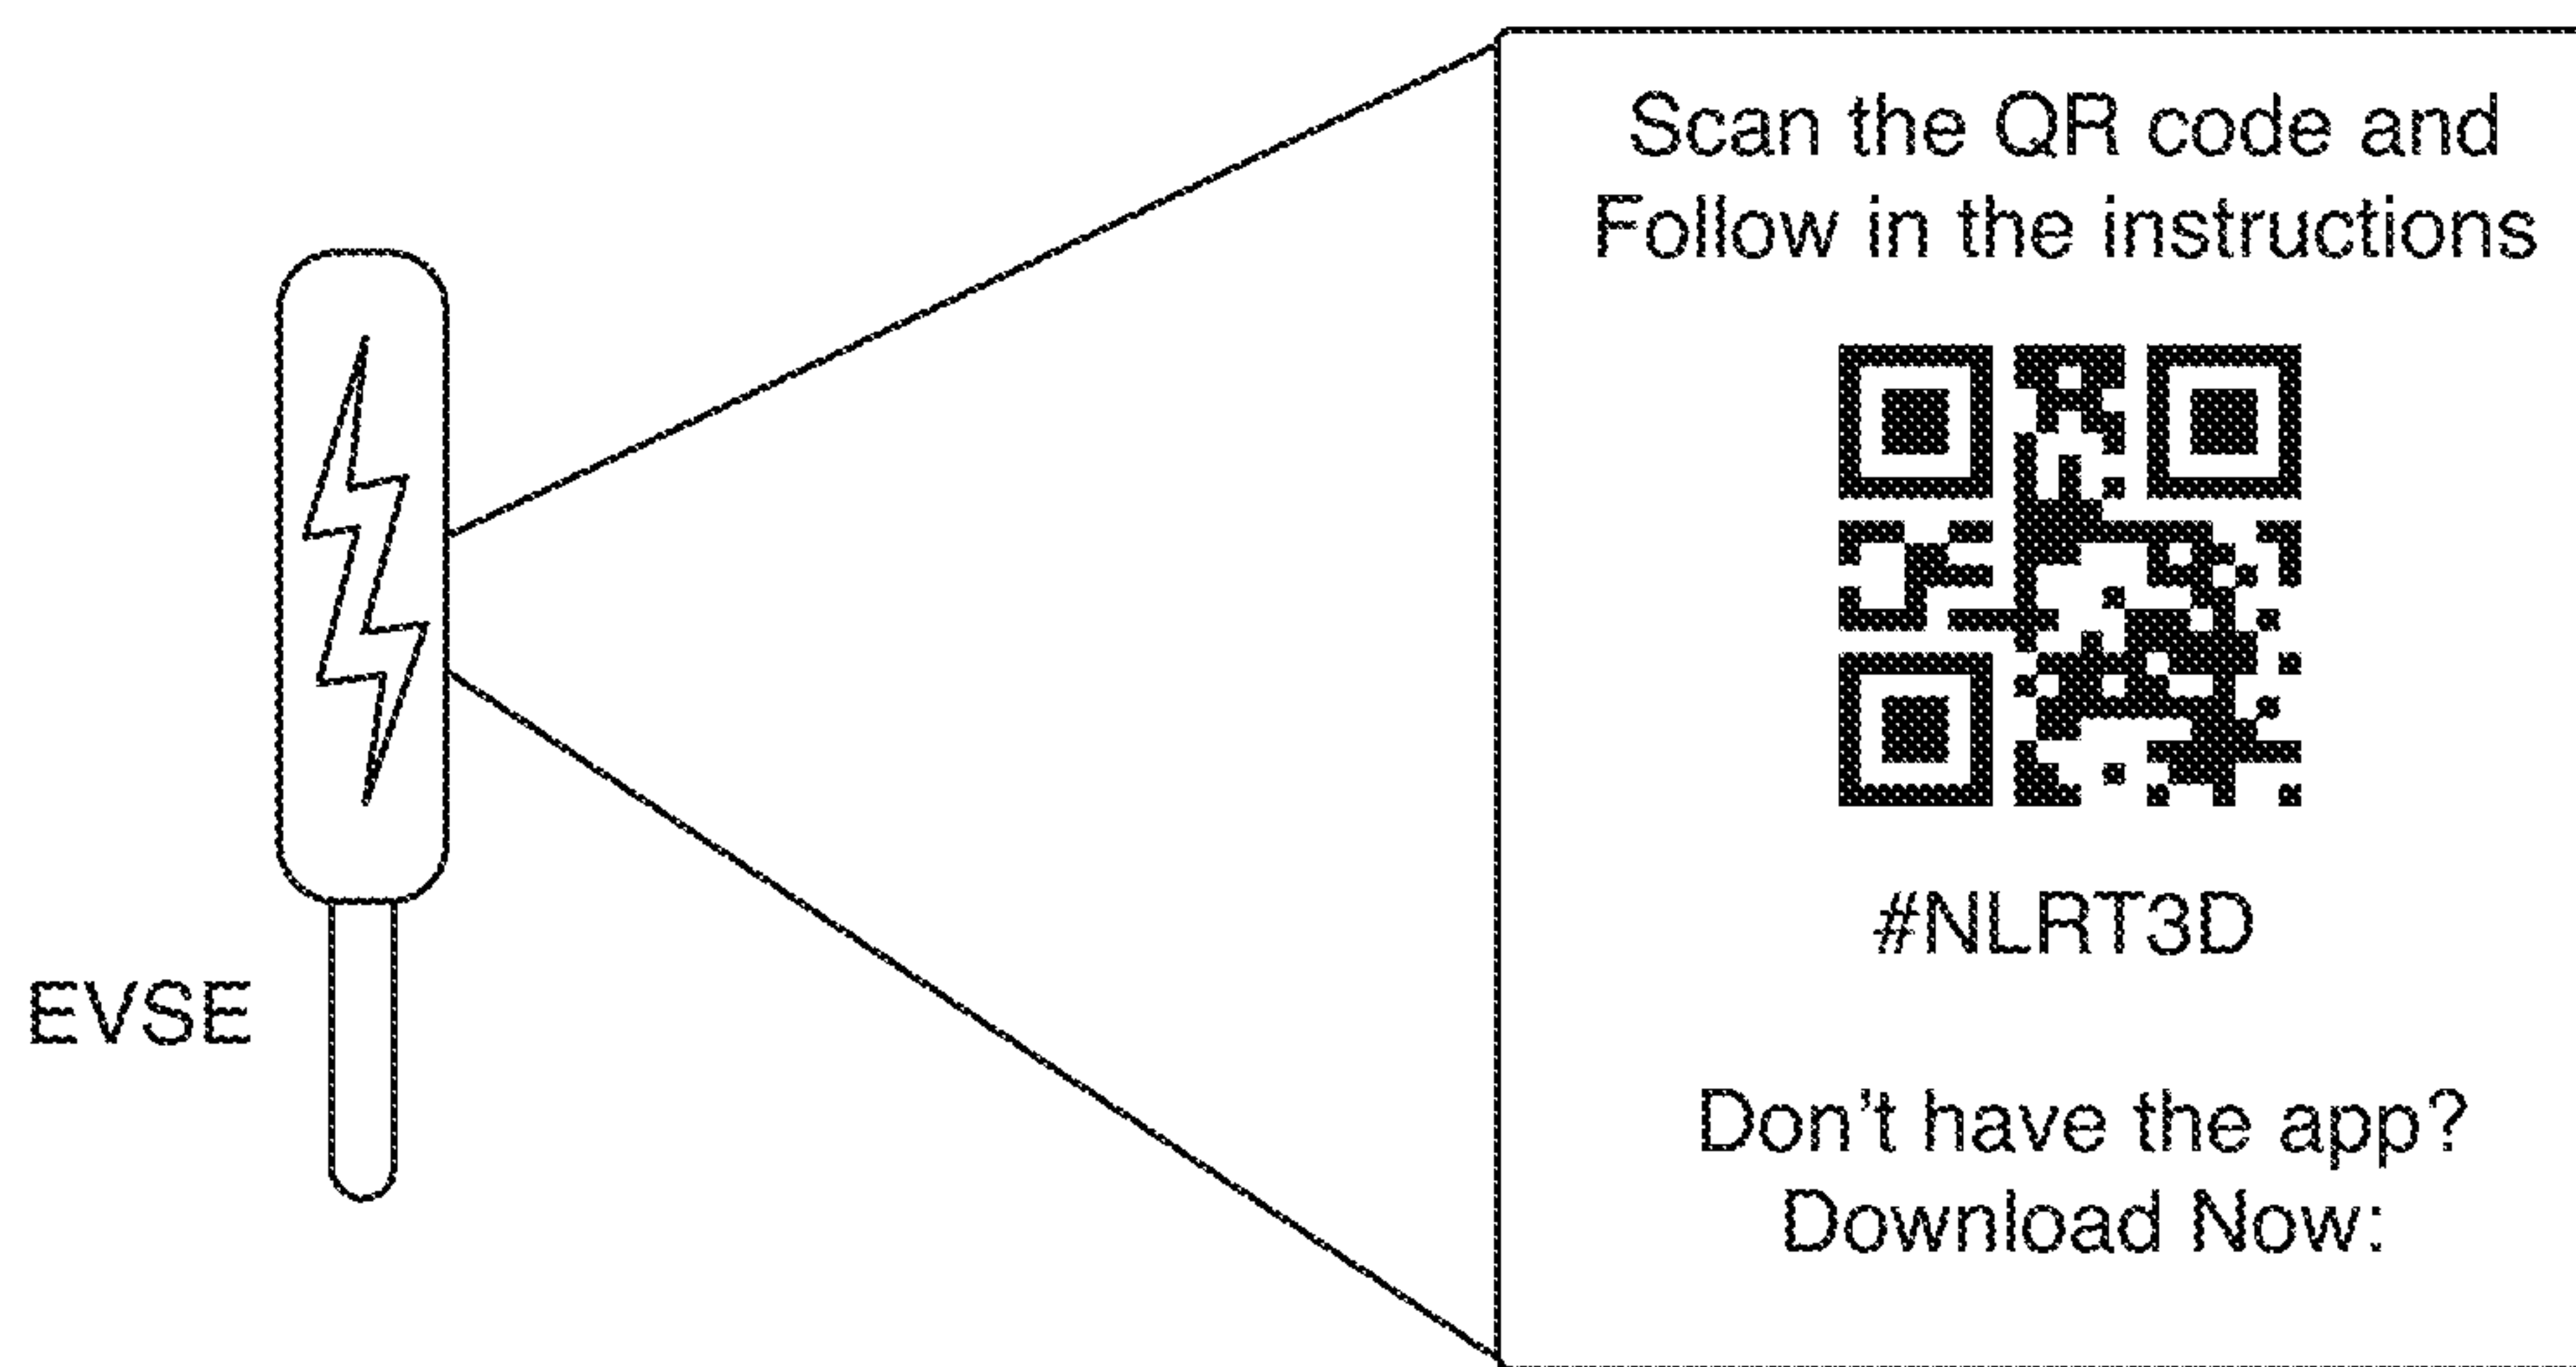 Scan the QR code and
Follow in the instructions
#NLRT3D
EVSE
Don't have the app?
Download Now: